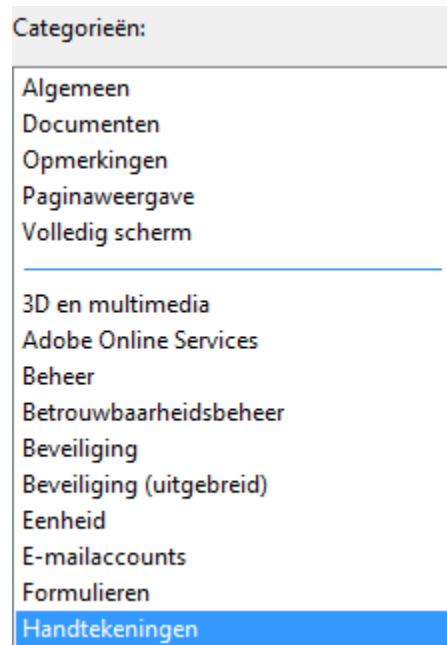 Categorieën:
Algemeen
Documenten
Opmerkingen
Paginaweergave
Volledig scherm
3D en multimedia
Adobe Online Services
Beheer
Betrouwbaarheidsbeheer
Beveiliging
Beveiliging (uitgebreid)
Eenheid
E-mailaccounts
Formulieren
Handtekeningen